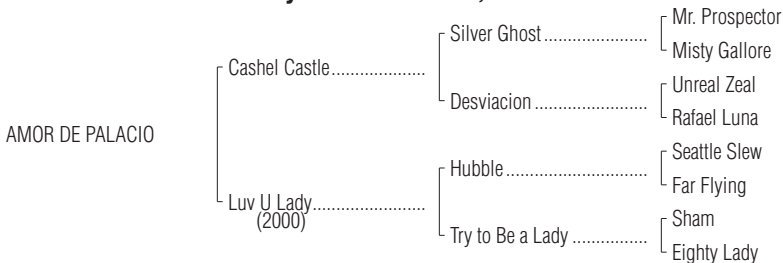 Mr. Prospector
Silver Ghost......................
Misty Gallore
Cashel Castle.....................
Unreal Zeal
Desviacion ........................
Rafael Luna
AMOR DE PALACIO
Seattle Slew
Hubble..............................
Far Flying
Luv U Lady.........................
(2000)
Sham
Try to Be a Lady ................
Eighty Lady